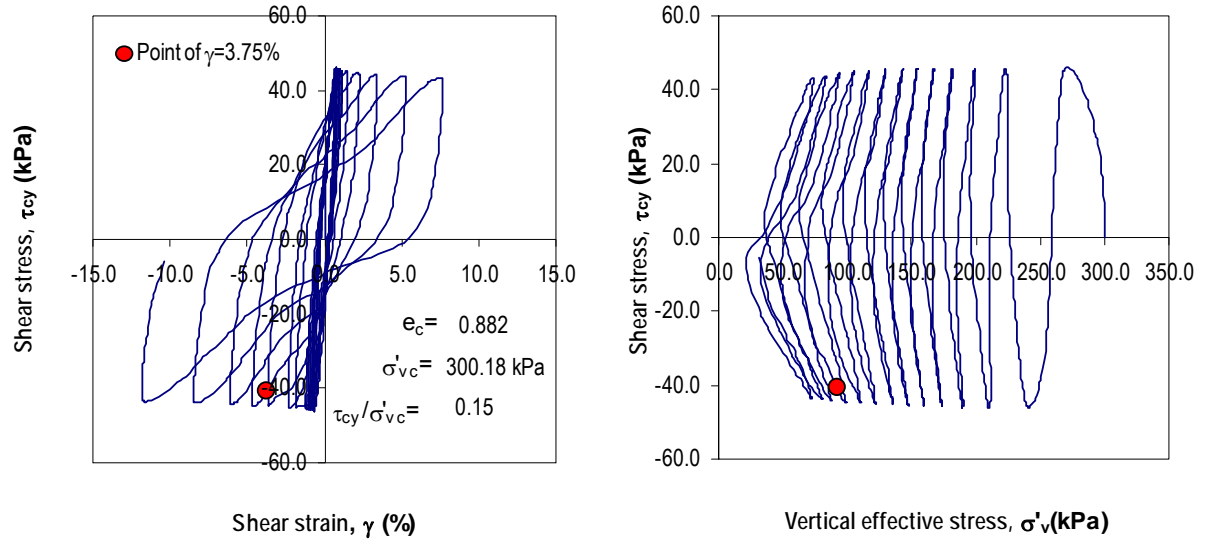 60.0
Point of γ=3.75%
40.0
20.0
0.0
-15.0 -10.0 -5.0 0.0 5.0 10.0 15.0
-20.0
-40.0
-60.0
e_c= 0.882
σ'_vc= 300.18 kPa
τ_cy/σ'_vc= 0.15
Shear stress, τcy (kPa)
Shear strain, γ (%)
60.0
40.0
20.0
0.0
0.0 50.0 100.0 150.0 200.0 250.0 300.0 350.0
-20.0
-40.0
-60.0
Shear stress, τcy (kPa)
Vertical effective stress, σ'v(kPa)